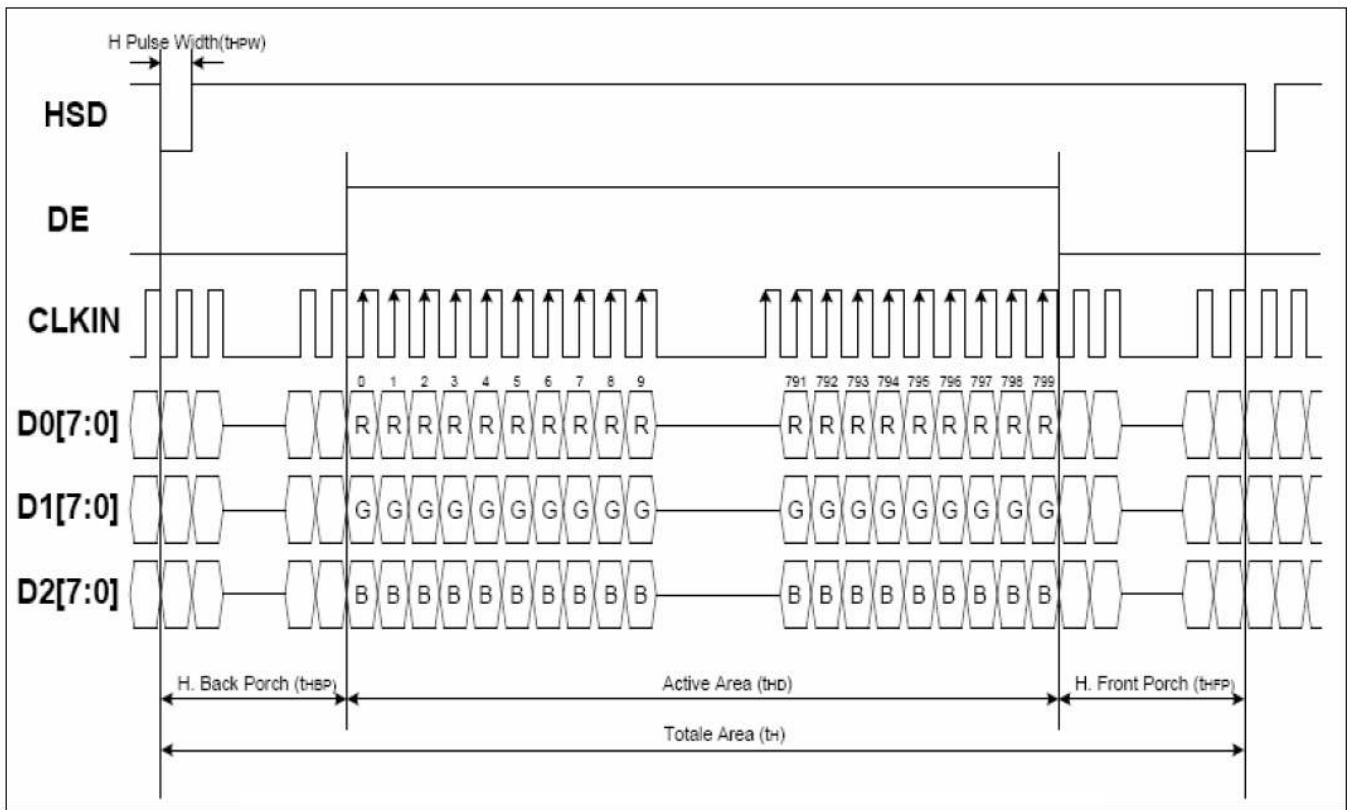 H Pulse Width(tHPW)
HSD
DE
CLKIN
0 1 2 3 4 5 6 7 8 9 791 792 793 794 795 796 797 798 799
D0[7:0] R R R R R R R R R R R R R R R R R R R
D1[7:0] G G G G G G G G G G G G G G G G G G G
D2[7:0] B B B B B B B B B B B B B B B B B B B
H. Back Porch (tHBP) Active Area (tHD) H. Front Porch (tHFP)
Totale Area (tH)